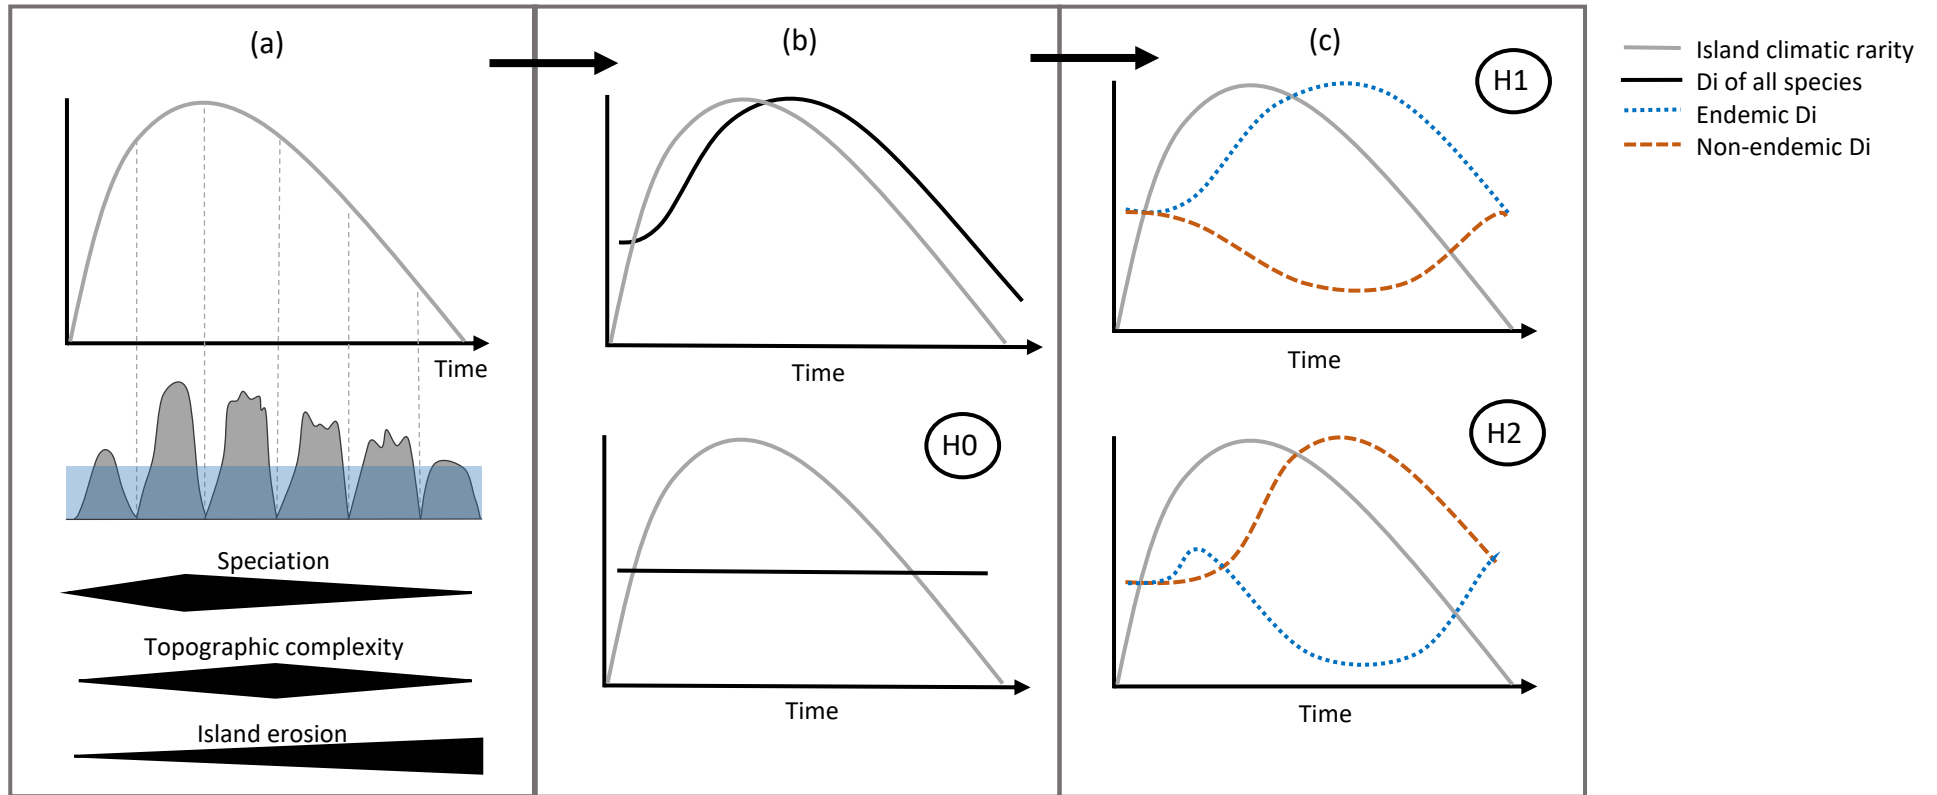 (a)
Time
Speciation
Topographic complexity
Island erosion
(b)
Time
H0
Time
(c)
H1
Time
H2
Time
Island climatic rarity
Di of all species
Endemic Di
Non-endemic Di